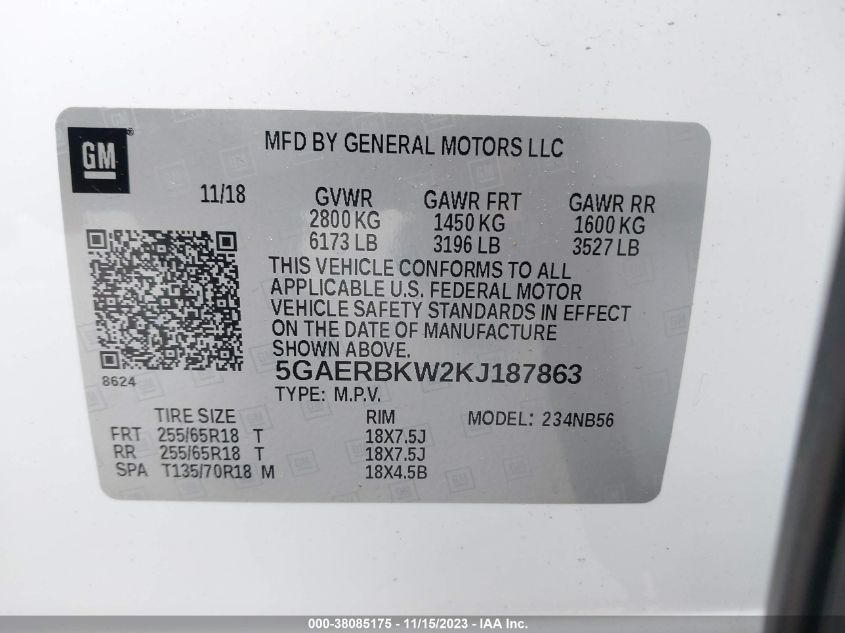 GM®
MFD BY GENERAL MOTORS LLC
11/18
GVWR GAWR FRT GAWR RR
2800 KG 1450 KG 1600 KG
6173 LB 3196 LB 3527 LB
THIS VEHICLE CONFORMS TO ALL
APPLICABLE U.S. FEDERAL MOTOR
VEHICLE SAFETY STANDARDS IN EFFECT
ON THE DATE OF MANUFACTURE
SHOWN ABOVE.
8624
5GAERBKW2KJ187863
TYPE: M.P.V.
TIRE SIZE RIM MODEL: 234NB56
FRT 255/65R18 T 18X7.5J
RR 255/65R18 T 18X7.5J
SPA T135/70R18 M 18X4.5B
000-38085175 - 11/15/2023 - IAA Inc.